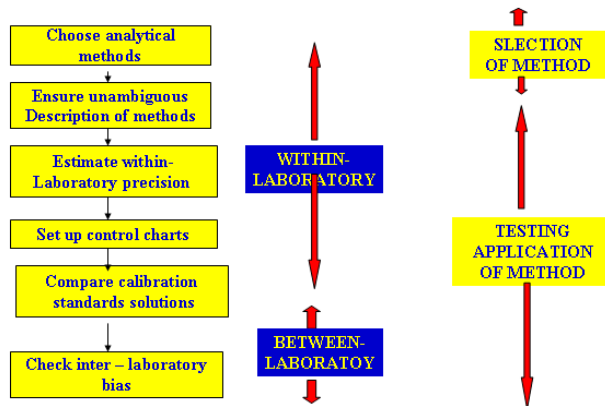 Choose analytical
methods
Ensure unambiguous
Description of methods
Estimate within-
Laboratory precision
Set up control charts
Compare calibration
standards solutions
Check inter – laboratory
bias
WITHIN-
LABORATORY
BETWEEN-
LABORATOY
SLECTION
OF METHOD
TESTING
APPLICATION
OF METHOD